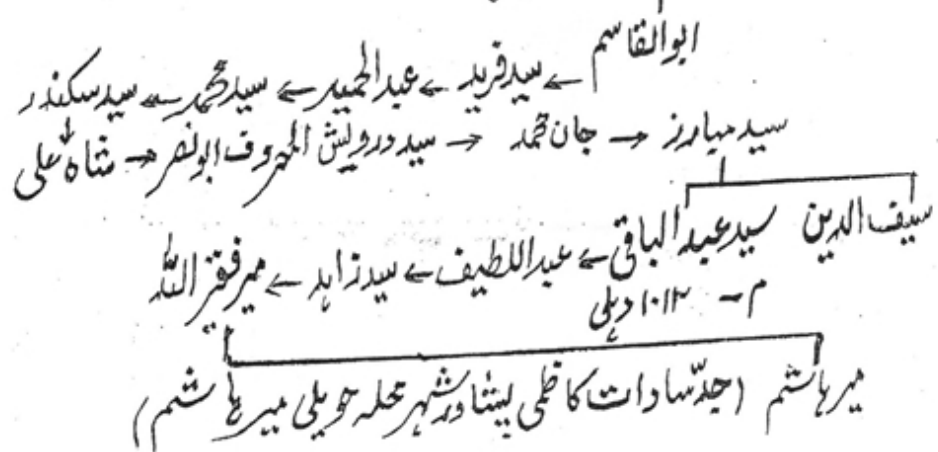 ابوالقاسم
← سید فرید ← عبدالحمید ← سید محمد ← سید سکندر
سید مبارز → جان محمد → سید درویش المعروف ابو نصر → شاہ علی
سیف الدین سید عبدالباقی ← عبداللطیف ← سید زاہد ← میر فقیر اللہ
م ۔ ۱۰۱۲ دہلی
میر ہاشم (جدِّ سادات کاظمی پشاور شہر محلہ حویلی میر ہاشم)